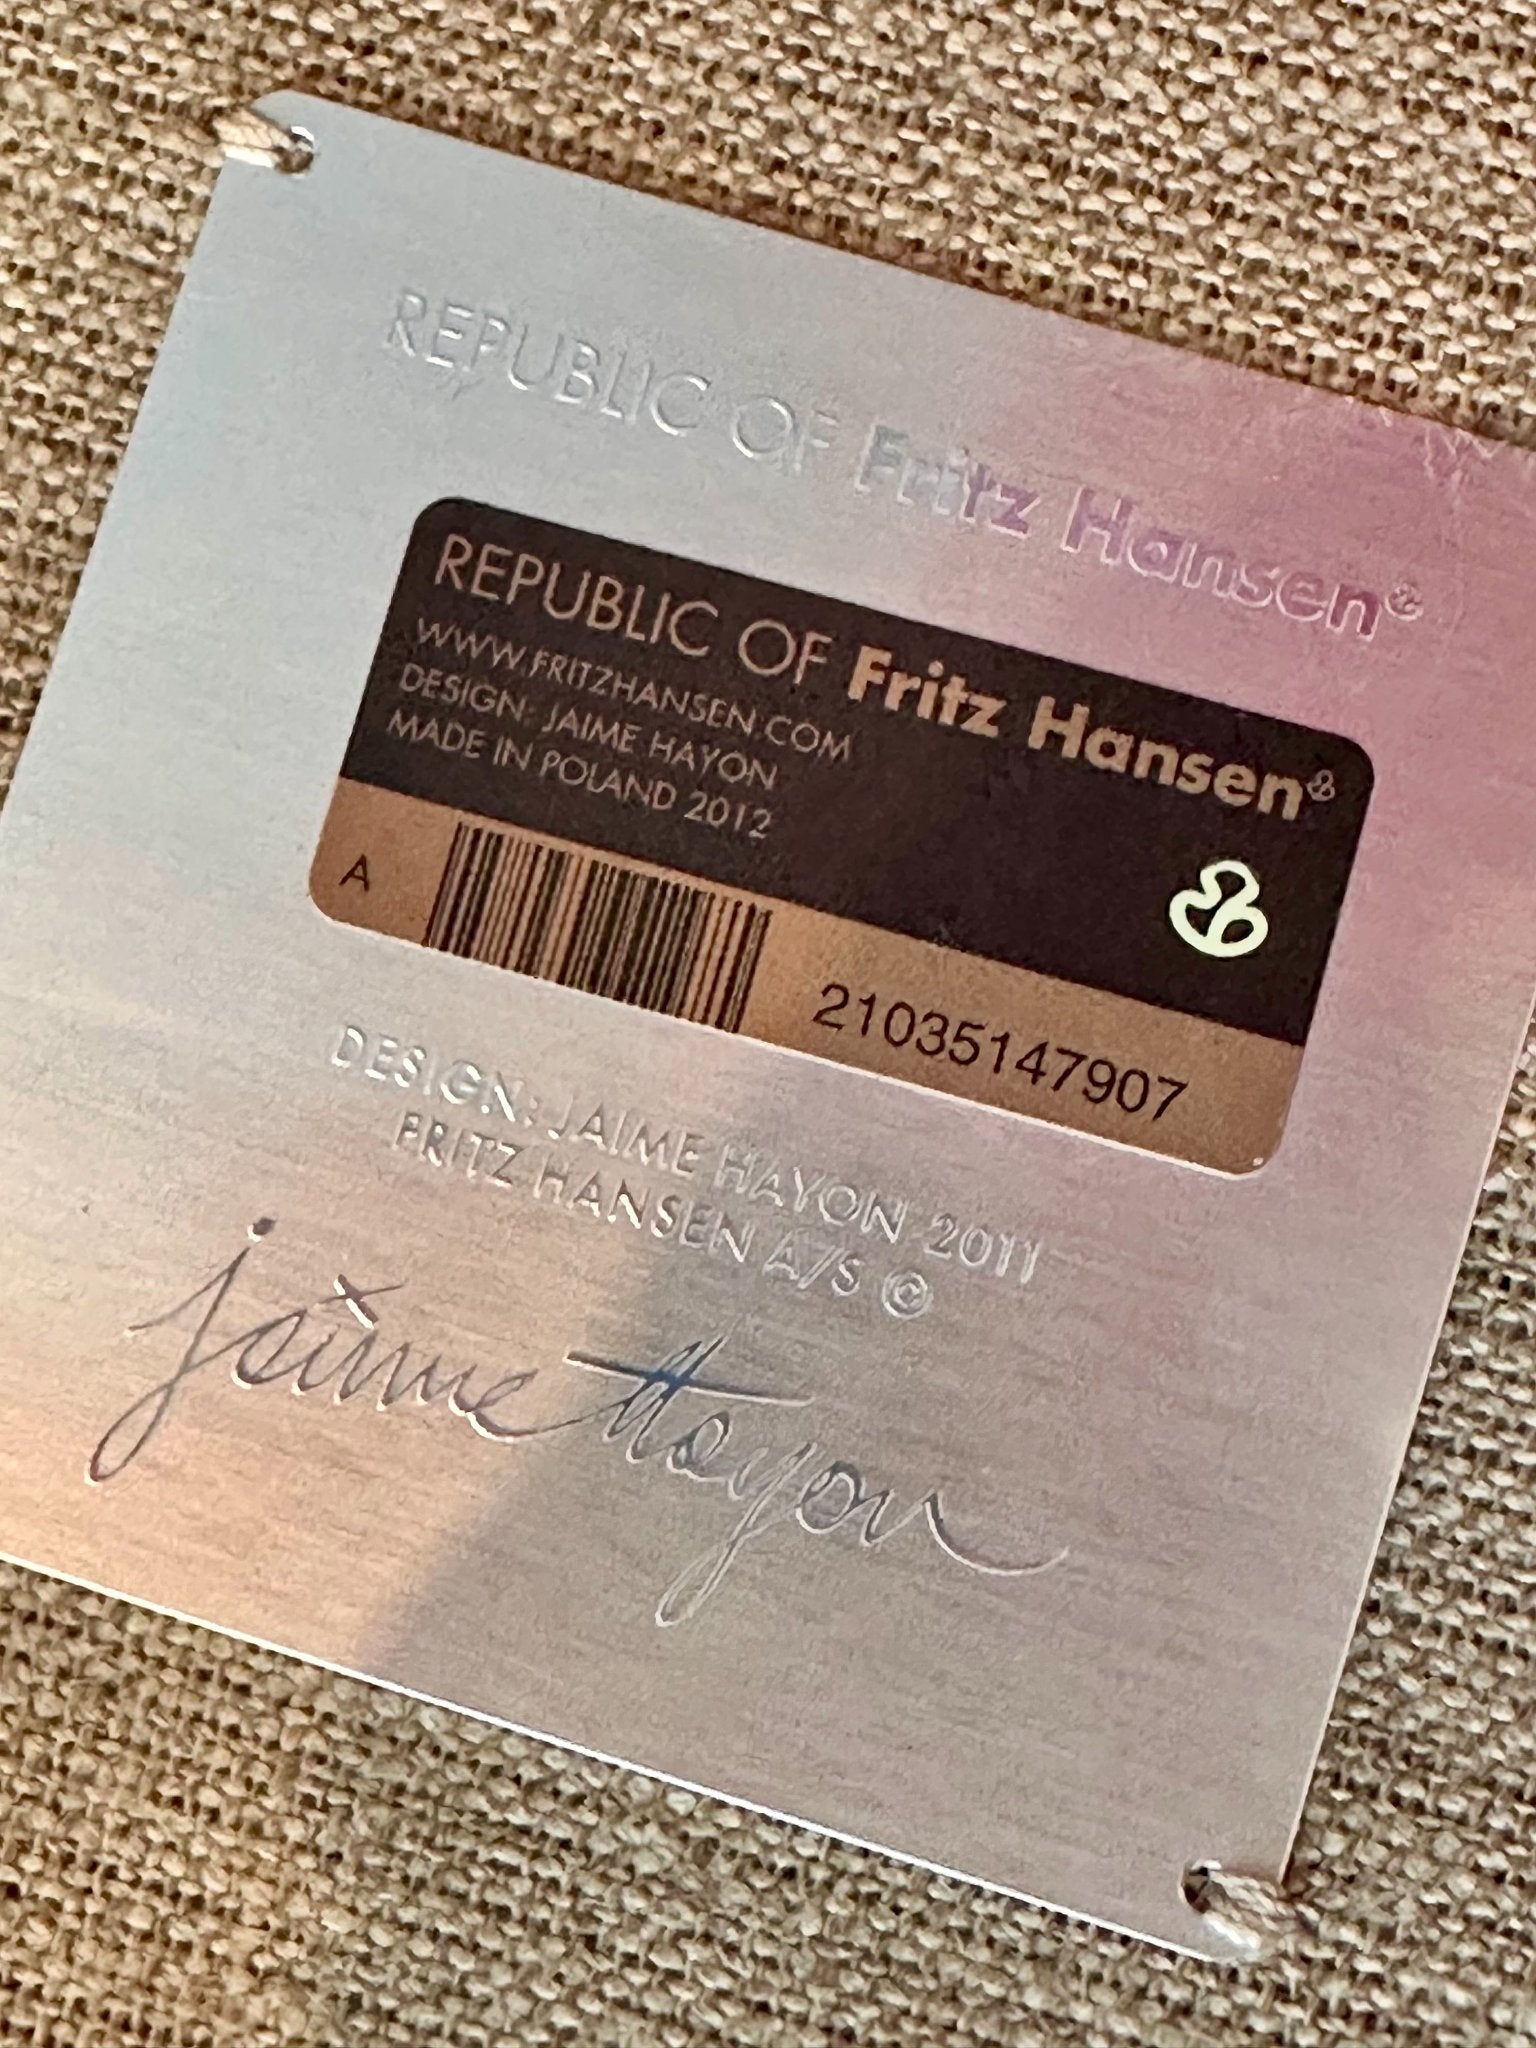 REPUBLIC OF Fritz Hansen®
REPUBLIC OF Fritz Hansen
WWW.FRITZHANSEN.COM
DESIGN: JAIME HAYON
MADE IN POLAND 2012
A
21035147907
DESIGN: JAIME HAYON 2011
FRITZ HANSEN A/S ©
jaime Hayon